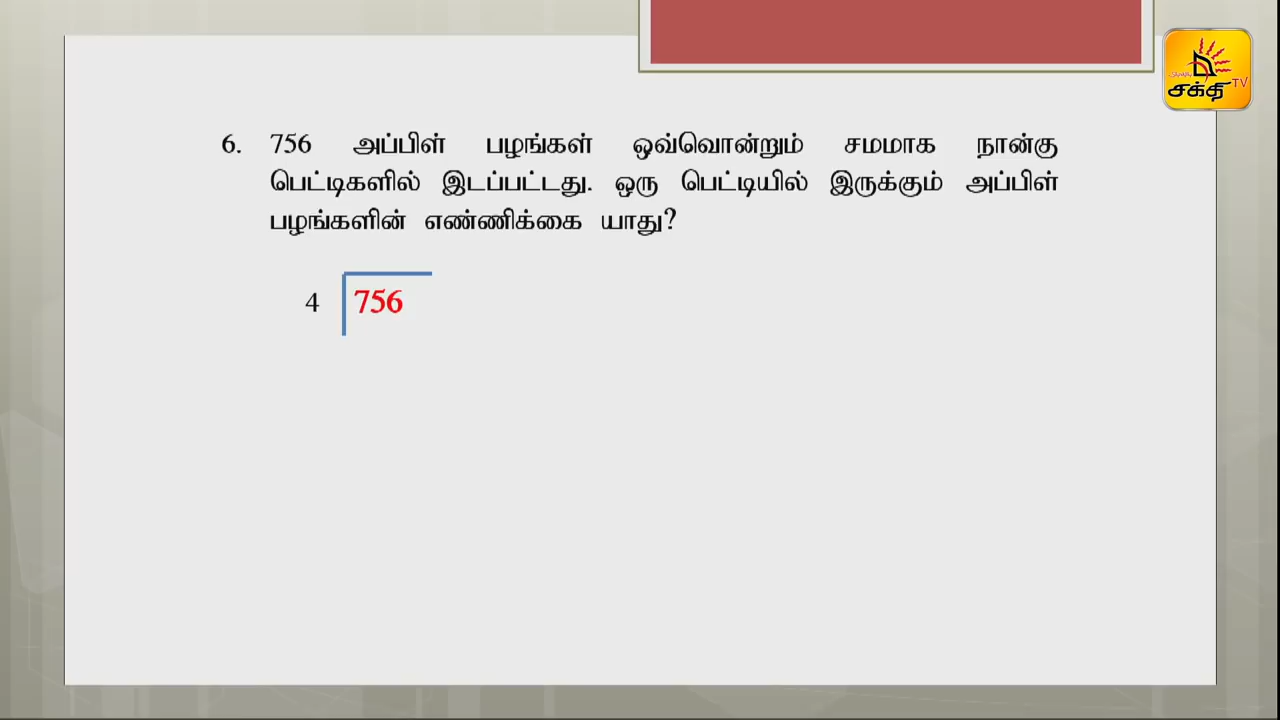 சக்தி TV
6. 756 அப்பிள் பழங்கள் ஒவ்வொன்றும் சமமாக நான்கு
பெட்டிகளில் இடப்பட்டது. ஒரு பெட்டியில் இருக்கும் அப்பிள்
பழங்களின் எண்ணிக்கை யாது?
4 756